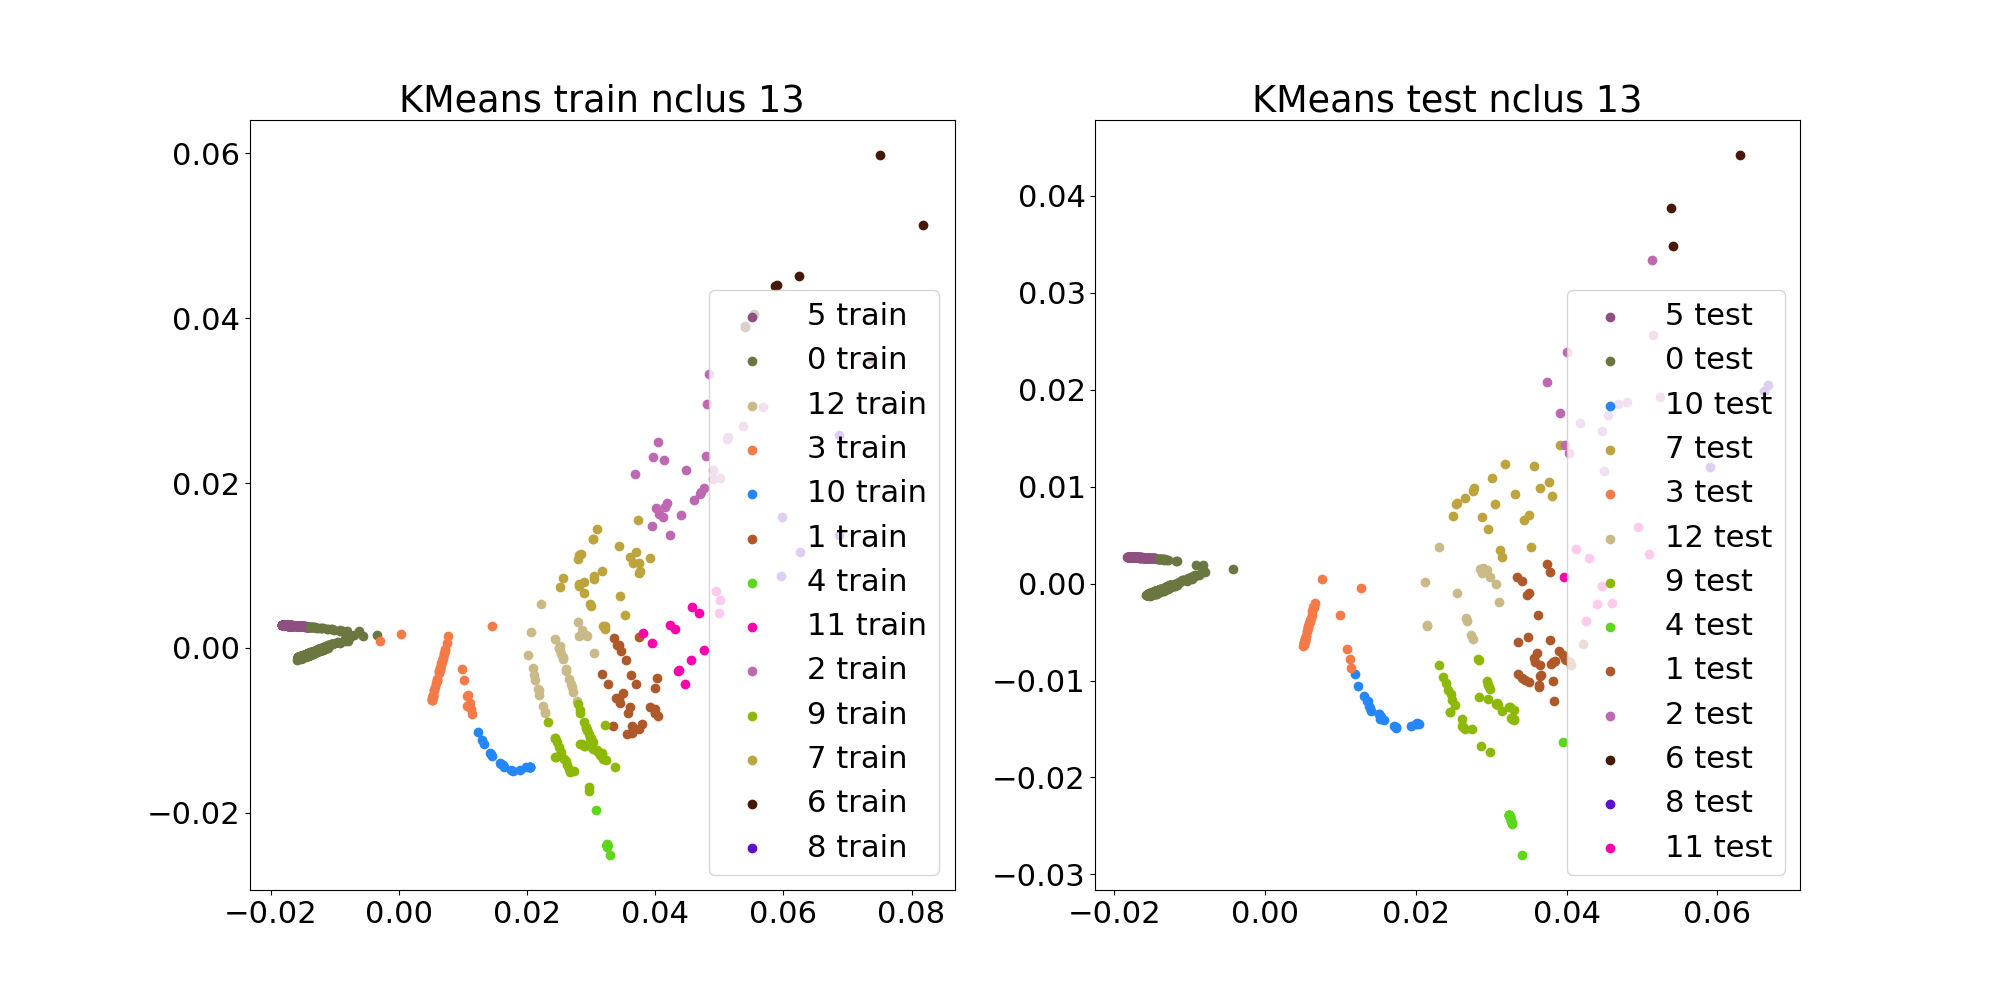 KMeans train nclus 13
0.06
0.04
0.02
0.00
−0.02
−0.02 0.00 0.02 0.04 0.06 0.08
5 train
0 train
12 train
3 train
10 train
1 train
4 train
11 train
2 train
9 train
7 train
6 train
8 train
KMeans test nclus 13
0.04
0.03
0.02
0.01
0.00
−0.01
−0.02
−0.03
−0.02 0.00 0.02 0.04 0.06
5 test
0 test
10 test
7 test
3 test
12 test
9 test
4 test
1 test
2 test
6 test
8 test
11 test